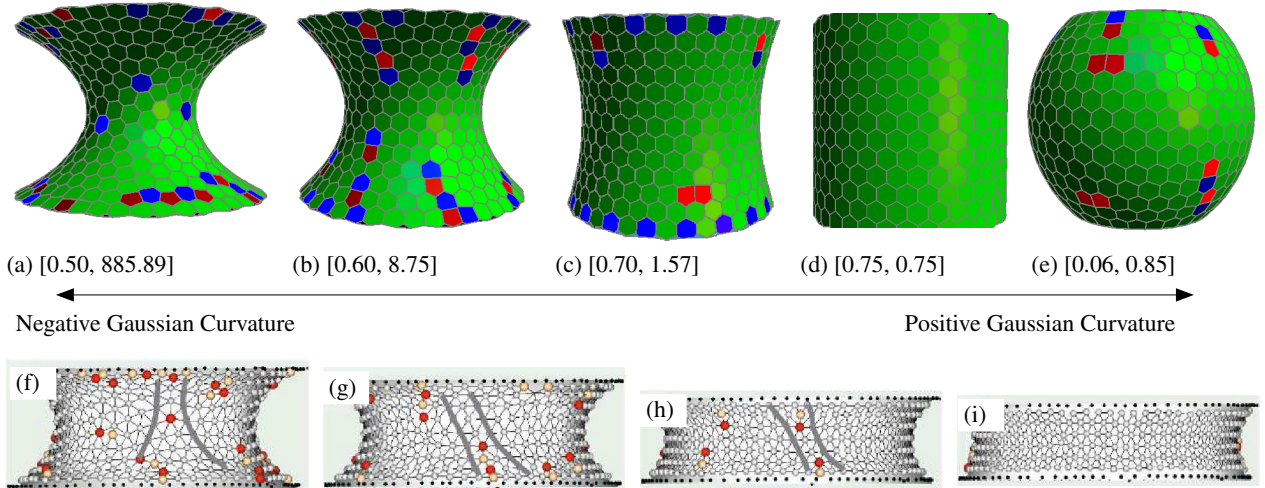 (a) [0.50, 885.89]
(b) [0.60, 8.75]
(c) [0.70, 1.57]
(d) [0.75, 0.75]
(e) [0.06, 0.85]
Negative Gaussian Curvature
Positive Gaussian Curvature
(f)
(g)
(h)
(i)